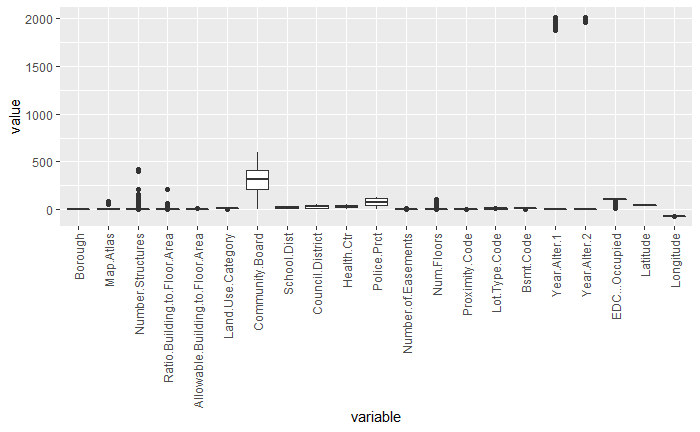 2000
1500
1000
500
0
value
Borough
Map.Atlas
Number.Structures
Ratio.Building.to.Floor.Area
Allowable.Building.to.Floor.Area
Land.Use.Category
Community.Board
School.Dist
Council.District
Health.Ctr
Police.Prct
Number.of.Easements
Num.Floors
Proximity.Code
Lot.Type.Code
Bsmt.Code
Year.Alter.1
Year.Alter.2
EDC...Occupied
Latitude
Longitude
variable